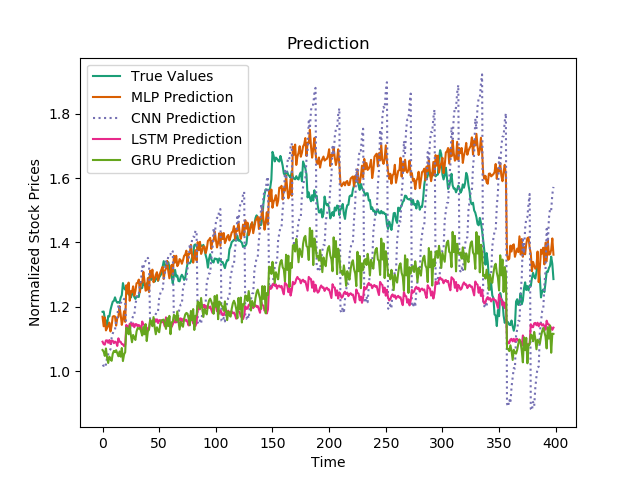 Prediction
True Values
MLP Prediction
CNN Prediction
LSTM Prediction
GRU Prediction
Normalized Stock Prices
1.8
1.6
1.4
1.2
1.0
0 50 100 150 200 250 300 350 400
Time